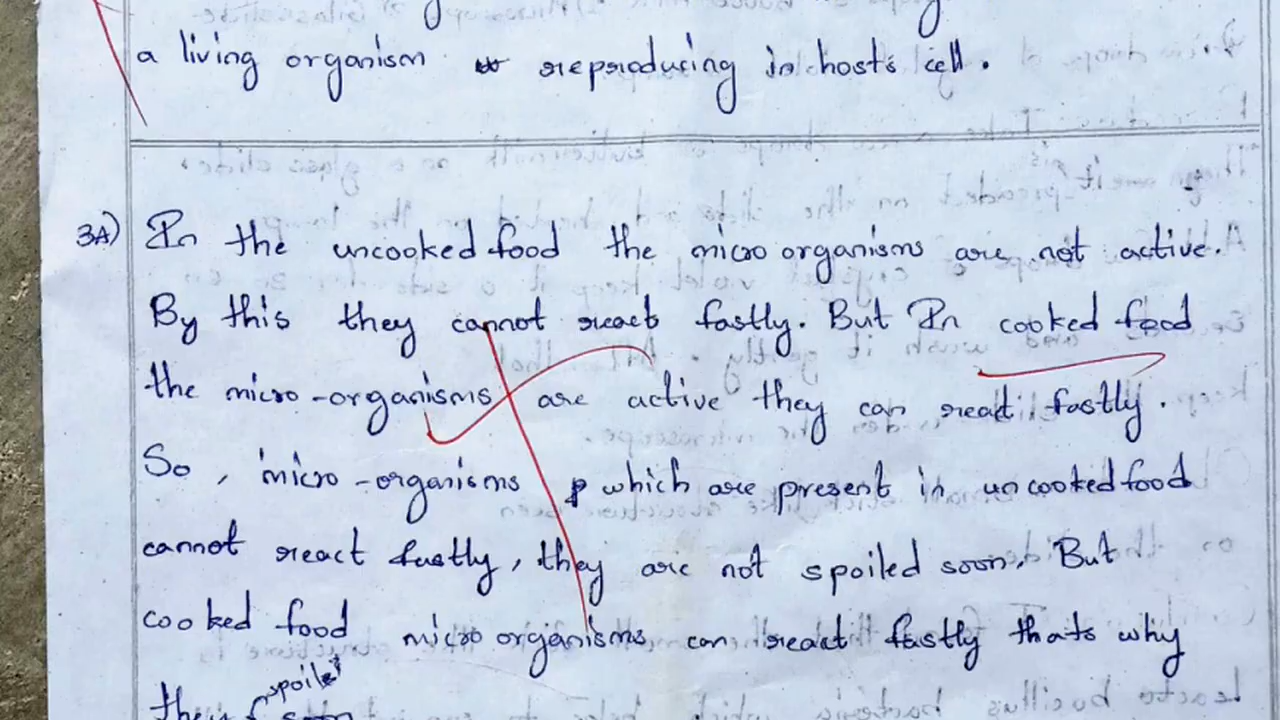 a living organism reproducing in hosts cell.
3A) In the uncooked food the micro organisms are not active.
By this they cannot react fastly. But In cooked food
the micro-organisms are active they can react fastly.
So, micro-organisms which are present in uncooked food
cannot react fastly, they are not spoiled soon. But
cooked food micro organisms can react fastly thats why
spoiled
they soon